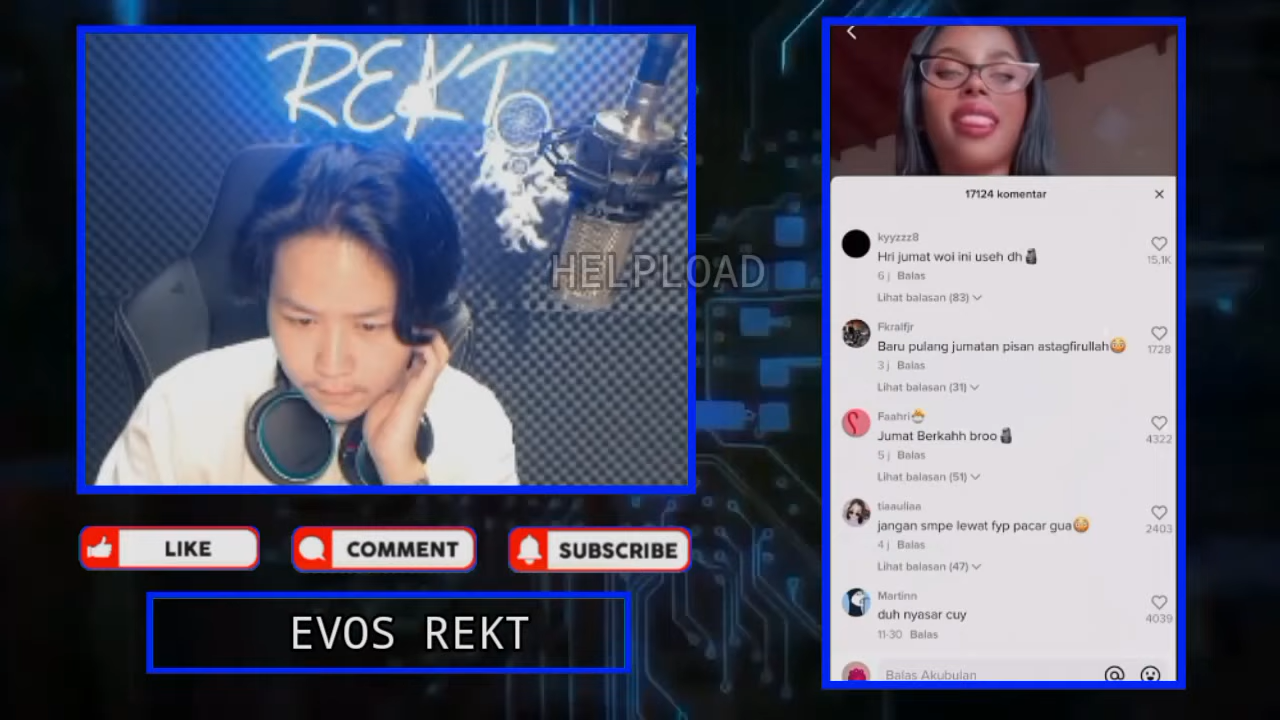 REKT
HELPLOAD
LIKE
COMMENT
SUBSCRIBE
EVOS REKT
17124 komentar
kyyzzz8
Hri jumat woi ini useh dh🗿
15,1K
6 j Balas
Lihat balasan (83)
Fkralfjr
Baru pulang jumatan pisan astagfirullah😳
1728
3 j Balas
Lihat balasan (31)
Faahri🐣
Jumat Berkahh broo🗿
4322
5 j Balas
Lihat balasan (51)
tiaauliaa
jangan smpe lewat fyp pacar gua😳
2403
4 j Balas
Lihat balasan (47)
Martinn
duh nyasar cuy
4039
11-30 Balas
Balas Akubulan
@